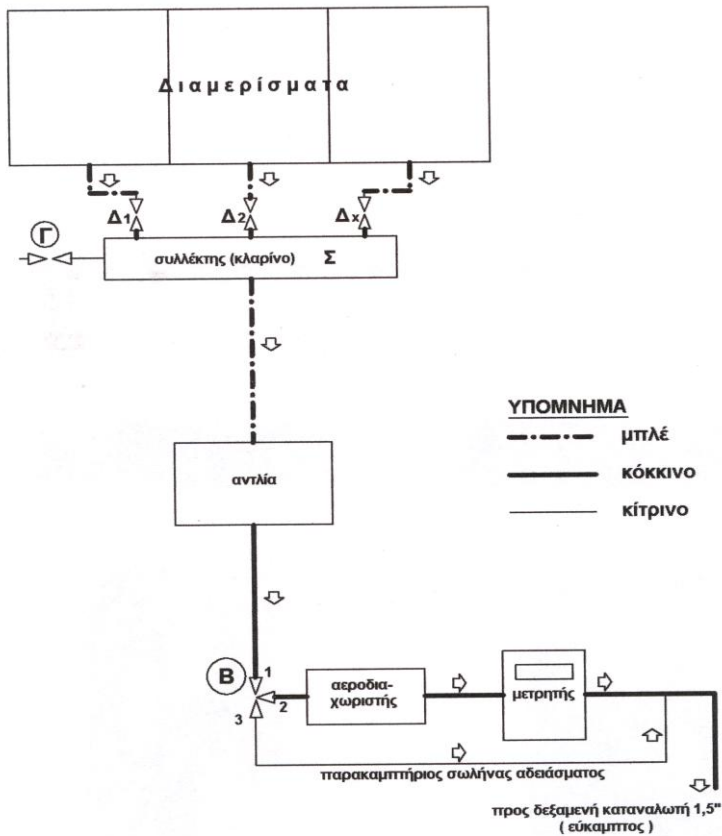 Διαμερίσματα
Δ1
Δ2
Δx
Γ
συλλέκτης (κλαρίνο) Σ
ΥΠΟΜΝΗΜΑ
μπλέ
κόκκινο
κίτρινο
αντλία
Β
1
2
3
αεροδια-
χωριστής
μετρητής
παρακαμπτήριος σωλήνας αδειάσματος
προς δεξαμενή καταναλωτή 1,5"
( εύκαμπτος )